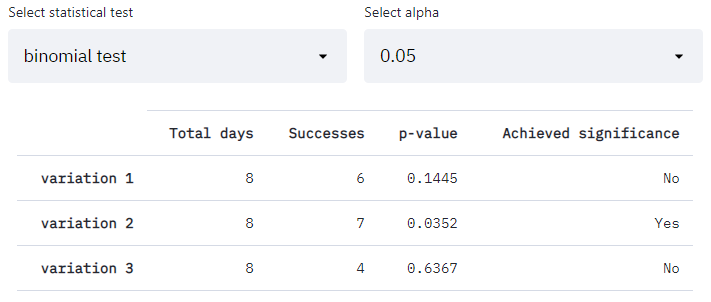 Select statistical test Select alpha
binomial test 0.05
Total days Successes p-value Achieved significance
variation 1 8 6 0.1445 No
variation 2 8 7 0.0352 Yes
variation 3 8 4 0.6367 No